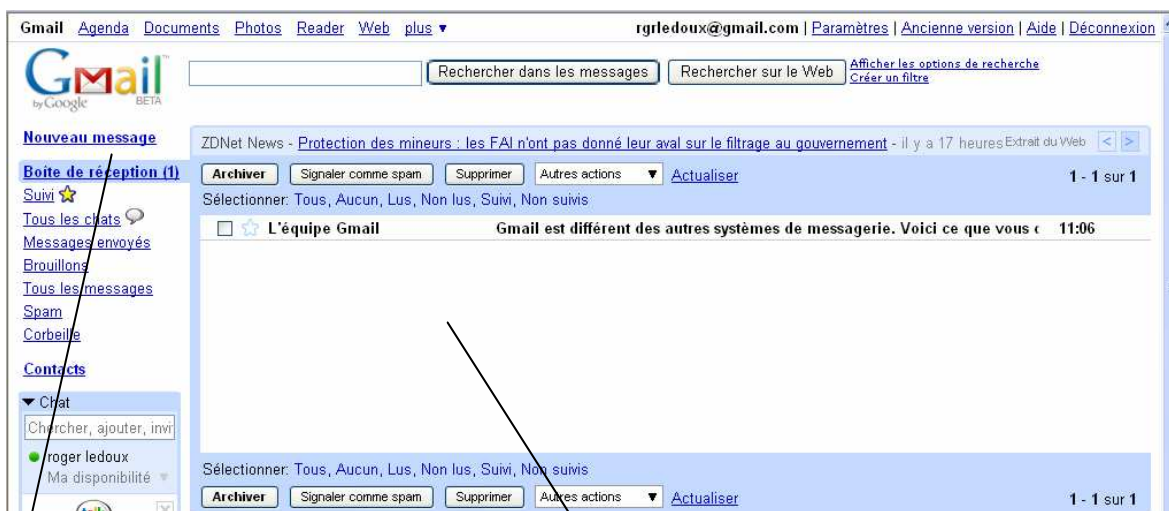 Gmail Agenda Documents Photos Reader Web plus ▼ rgrledoux@gmail.com | Paramètres | Ancienne version | Aide | Déconnexion
Gmail by Google BETA
Rechercher dans les messages Rechercher sur le Web Afficher les options de recherche
Créer un filtre
Nouveau message
ZDNet News - Protection des mineurs : les FAI n'ont pas donné leur aval sur le filtrage au gouvernement - il y a 17 heures Extrait du Web < >
Boîte de réception (1)
Archiver Signaler comme spam Supprimer Autres actions ▼ Actualiser 1 - 1 sur 1
Suivi
Sélectionner: Tous, Aucun, Lus, Non lus, Suivi, Non suivis
Tous les chats
L'équipe Gmail Gmail est différent des autres systèmes de messagerie. Voici ce que vous 11:06
Messages envoyés
Brouillons
Tous les messages
Spam
Corbeille
Contacts
▼ Chat
Chercher, ajouter, invi
roger ledoux
Ma disponibilité ▼
Sélectionner: Tous, Aucun, Lus, Non lus, Suivi, Non suivis
Archiver Signaler comme spam Supprimer Autres actions ▼ Actualiser 1 - 1 sur 1